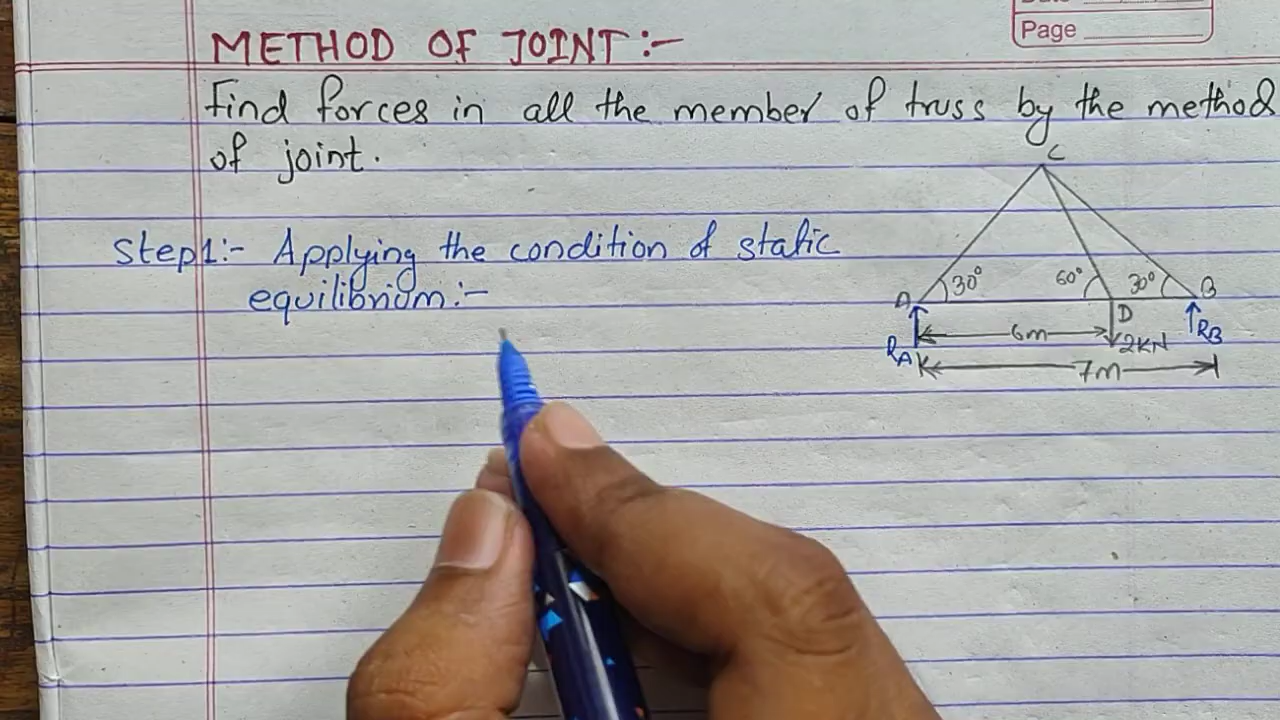 Page
METHOD OF JOINT :-
Find forces in all the member of truss by the method
of joint.
C
Step1:- Applying the condition of static
equilibrium:-
A 30° 60° 30° B
D
6m
2KN
RA
RB
7m